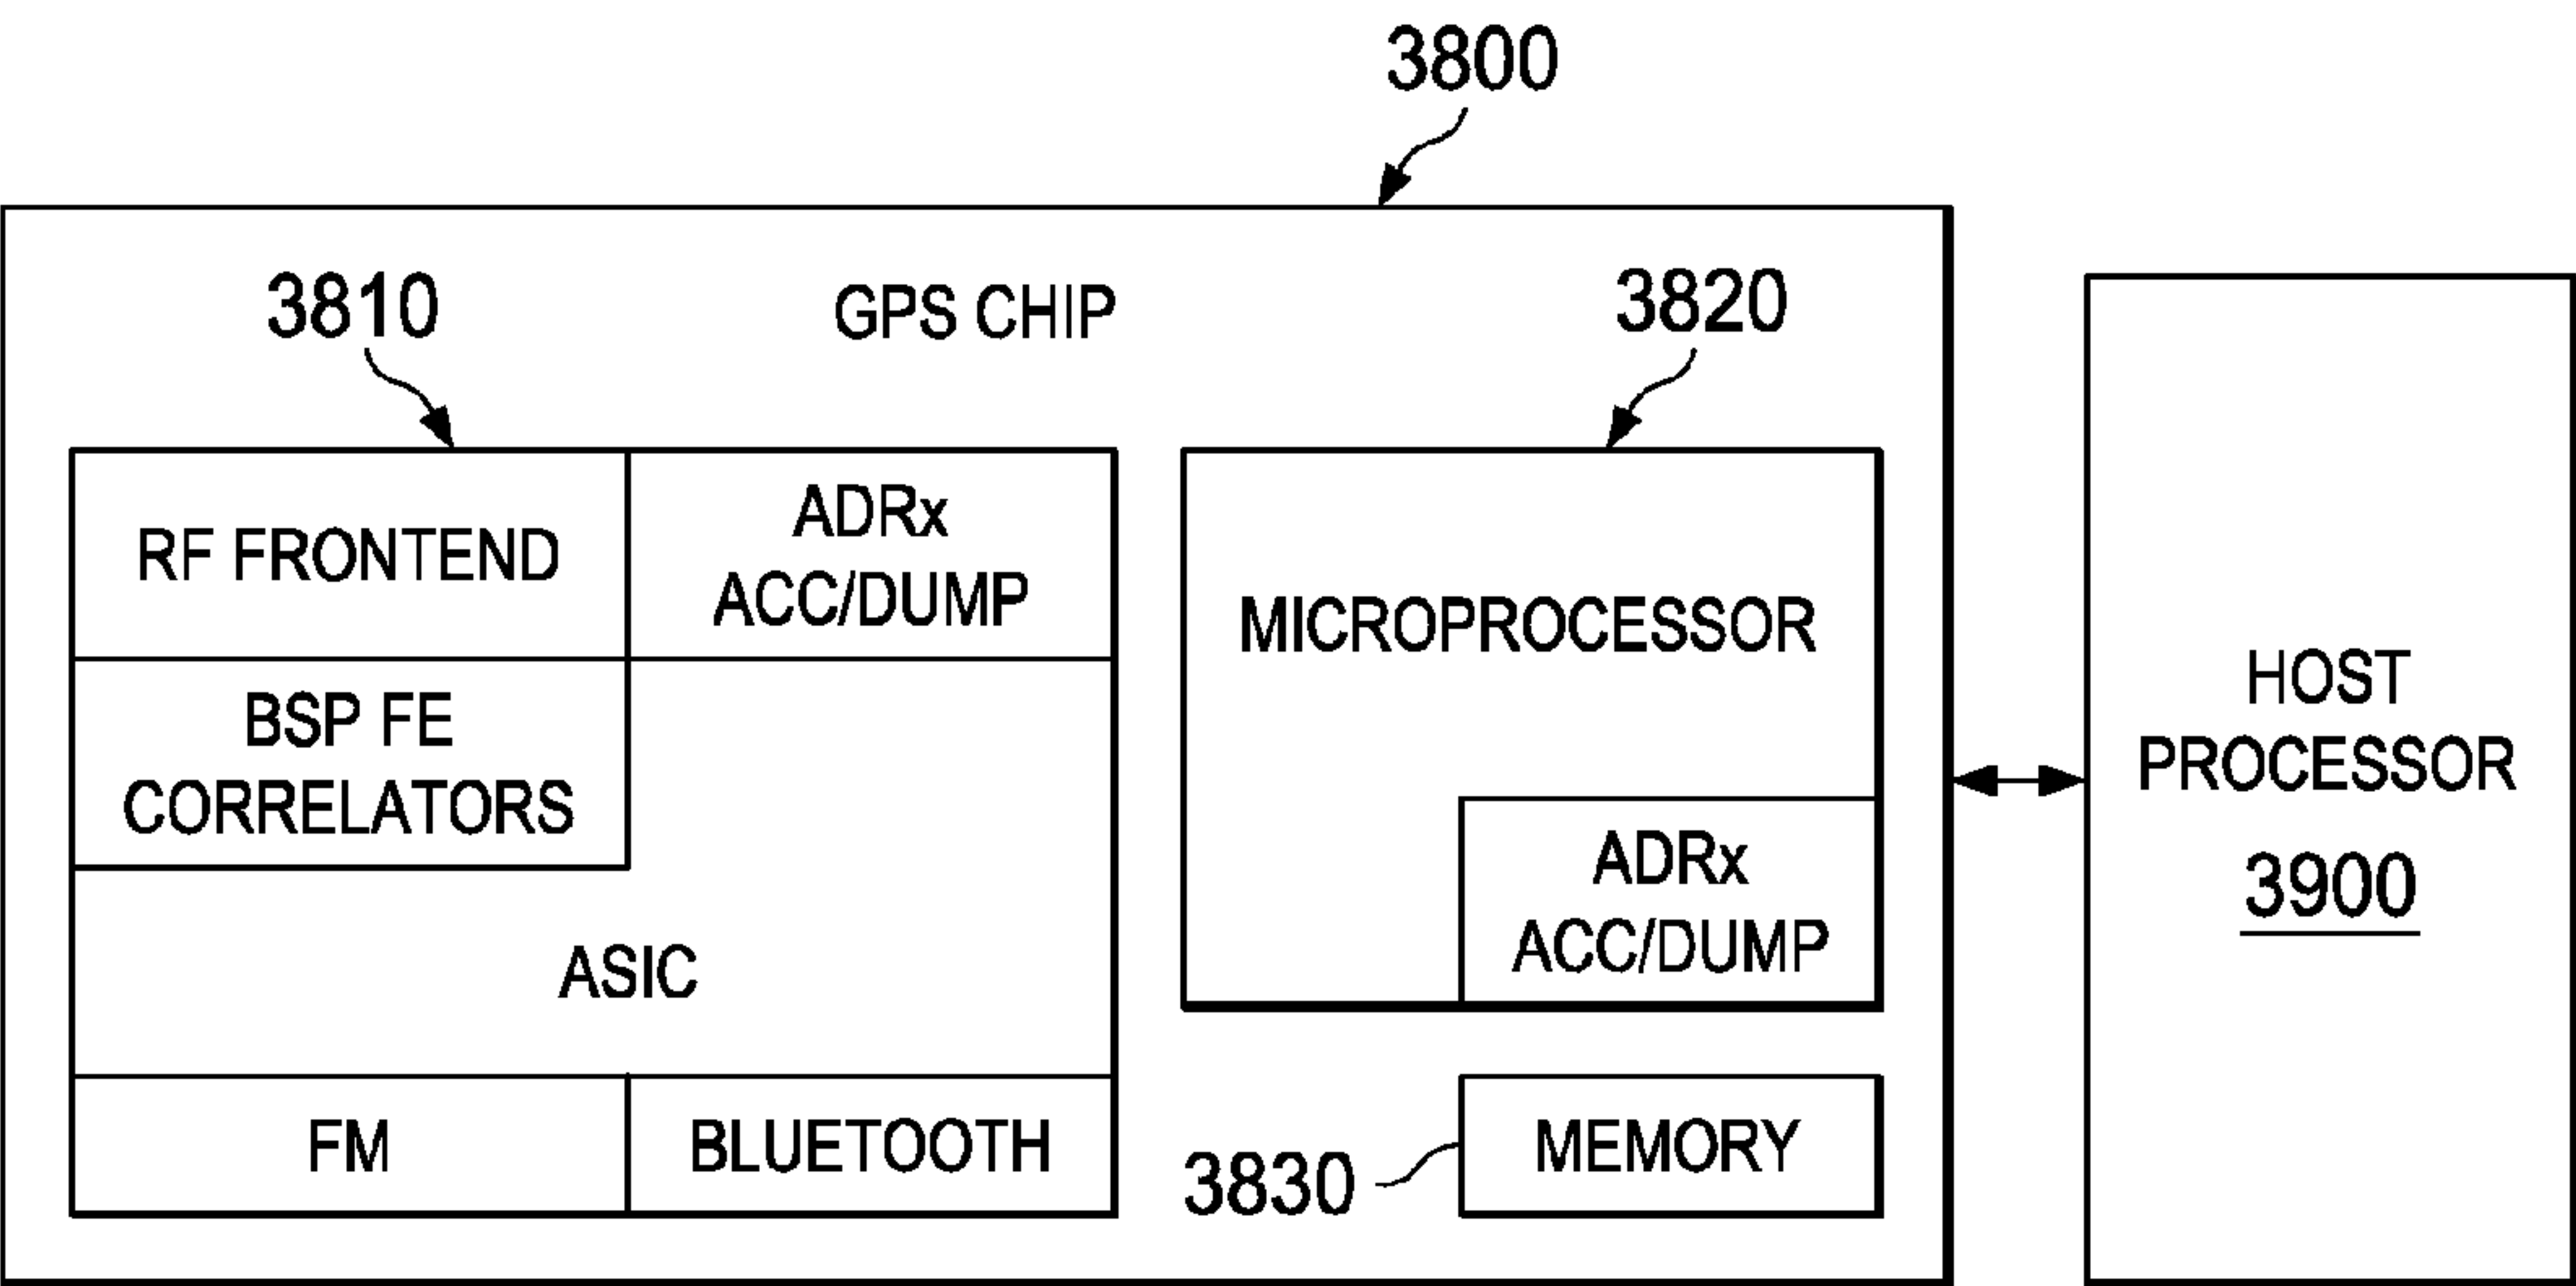 3800
GPS CHIP
3810
3820
RF FRONTEND
ADRx
ACC/DUMP
BSP FE
CORRELATORS
ASIC
FM
BLUETOOTH
MICROPROCESSOR
ADRx
ACC/DUMP
3830
MEMORY
HOST
PROCESSOR
3900